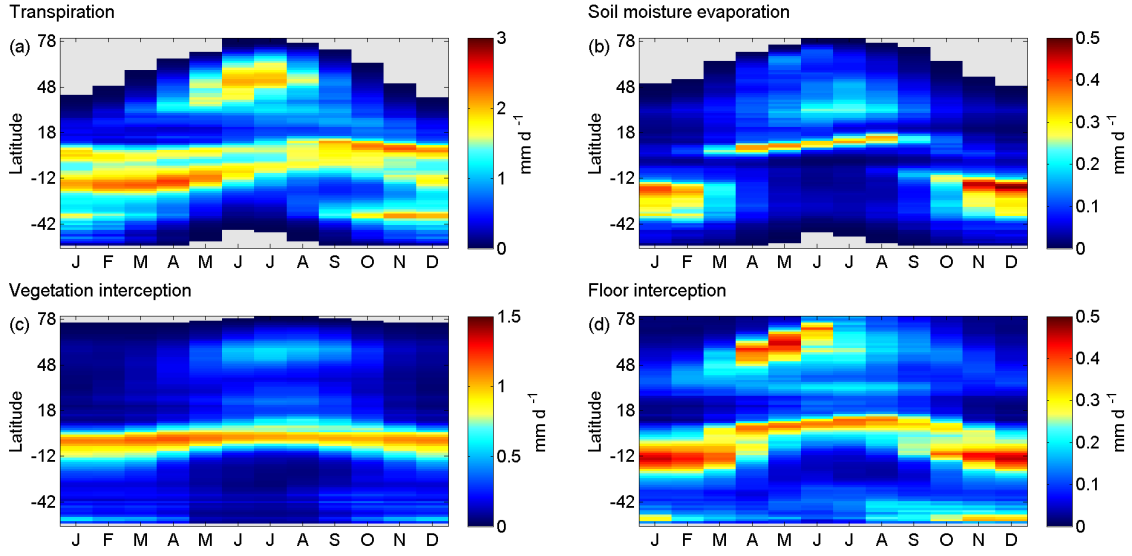 Transpiration
(a)
78
48
18
-12
-42
Latitude
J F M A M J J A S O N D
3
2
1
0
mm d -1
Soil moisture evaporation
(b)
78
48
18
-12
-42
Latitude
J F M A M J J A S O N D
0.5
0.4
0.3
0.2
0.1
0
mm d -1
Vegetation interception
(c)
78
48
18
-12
-42
Latitude
J F M A M J J A S O N D
1.5
1
0.5
0
mm d -1
Floor interception
(d)
78
48
18
-12
-42
Latitude
J F M A M J J A S O N D
0.5
0.4
0.3
0.2
0.1
0
mm d -1